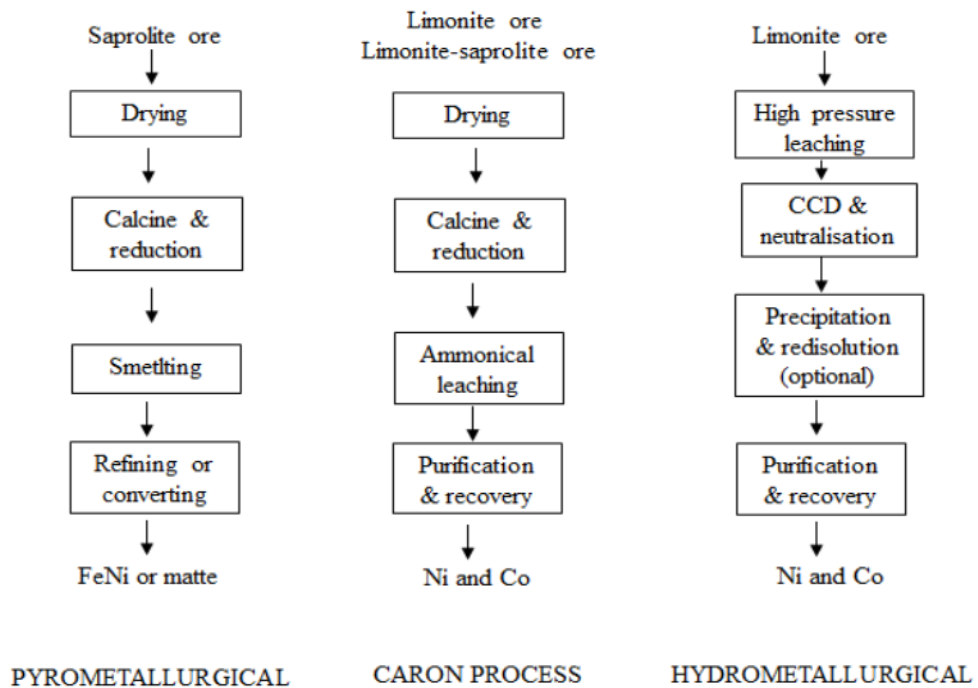 Saprolite ore
Drying
Calcine &
reduction
Smetlting
Refining or
converting
FeNi or matte
PYROMETALLURGICAL
Limonite ore
Limonite-saprolite ore
Drying
Calcine &
reduction
Ammonical
leaching
Purification
& recovery
Ni and Co
CARON PROCESS
Limonite ore
High pressure
leaching
CCD &
neutralisation
Precipitation
& redisolution
(optional)
Purification
& recovery
Ni and Co
HYDROMETALLURGICAL